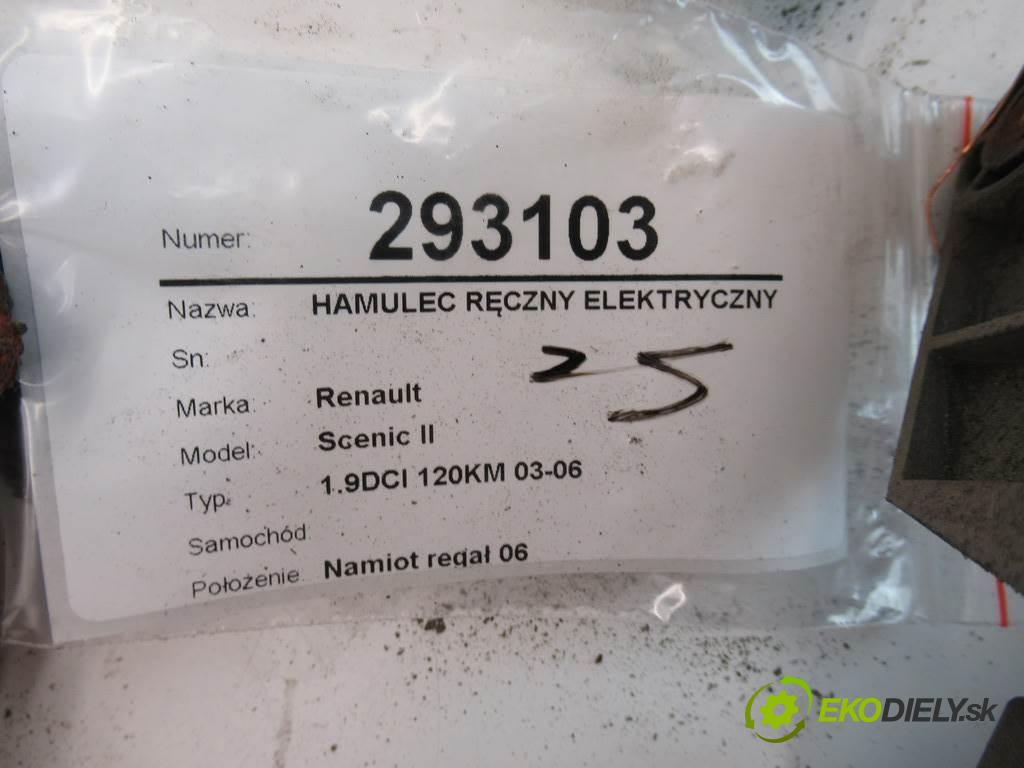 Numer: 293103
Nazwa: HAMULEC RĘCZNY ELEKTRYCZNY
Sn:
25
Marka: Renault
Model: Scenic II
Typ: 1.9DCI 120KM 03-06
Samochód
Położenie: Namiot regał 06
EKODIELY.sk